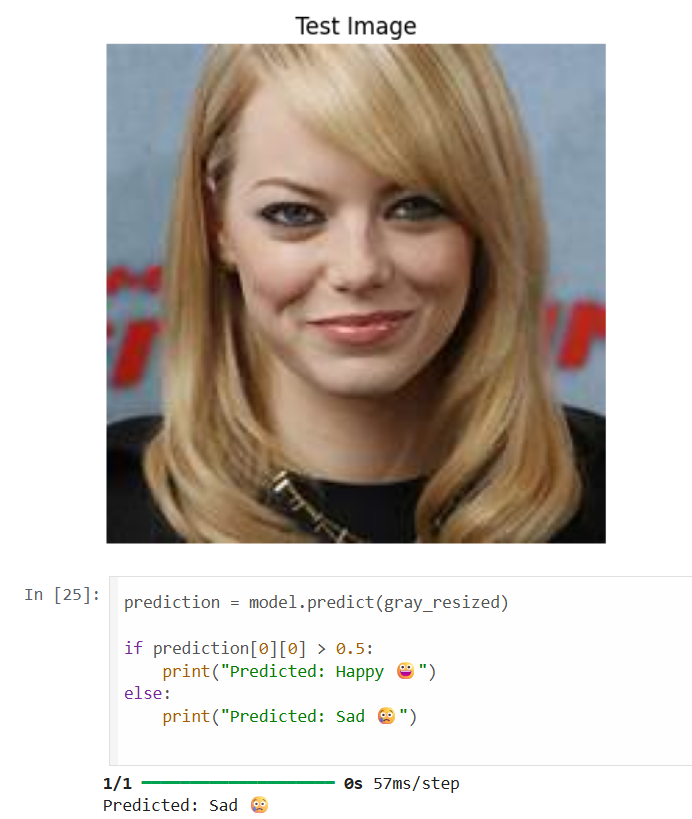 Test Image
In [25]:
prediction = model.predict(gray_resized)
if prediction[0][0] > 0.5:
    print("Predicted: Happy 😀")
else:
    print("Predicted: Sad 😢")
1/1 ━━━━━━━━━━━━━━━━━━━━ 0s 57ms/step
Predicted: Sad 😢